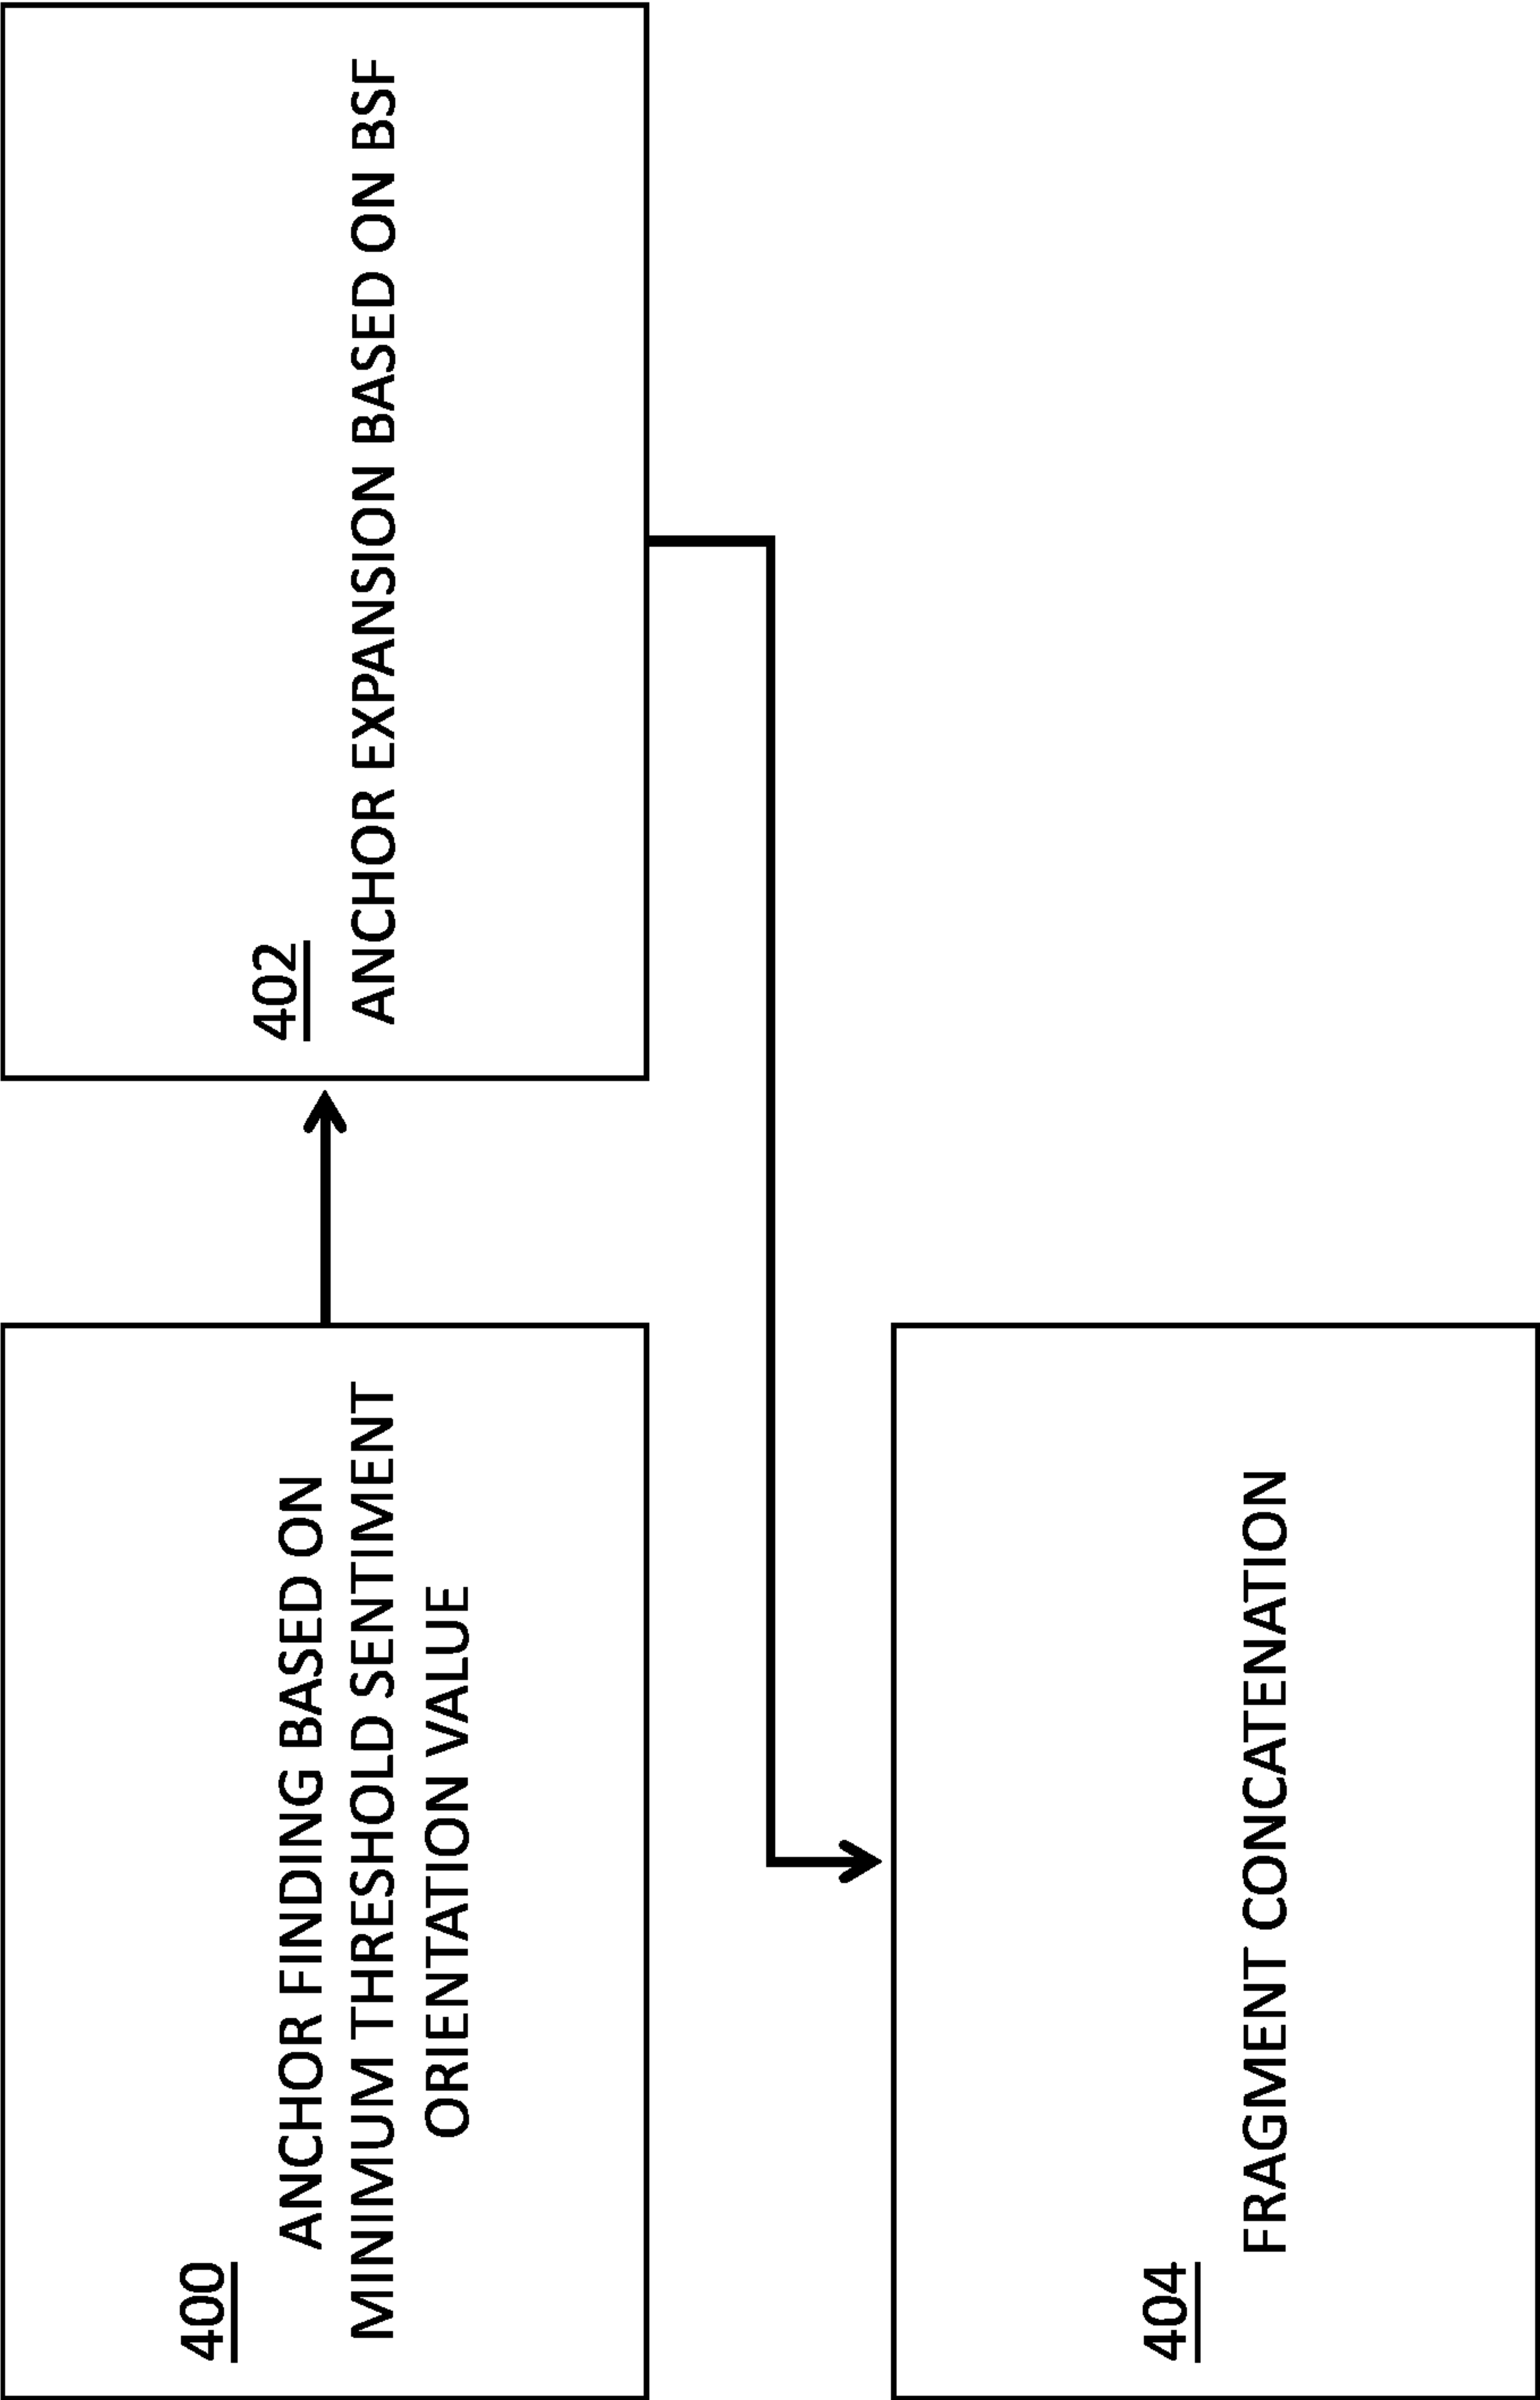 400
ANCHOR FINDING BASED ON
MINIMUM THRESHOLD SENTIMENT
ORIENTATION VALUE
402
ANCHOR EXPANSION BASED ON BSF
404
FRAGMENT CONCATENATION